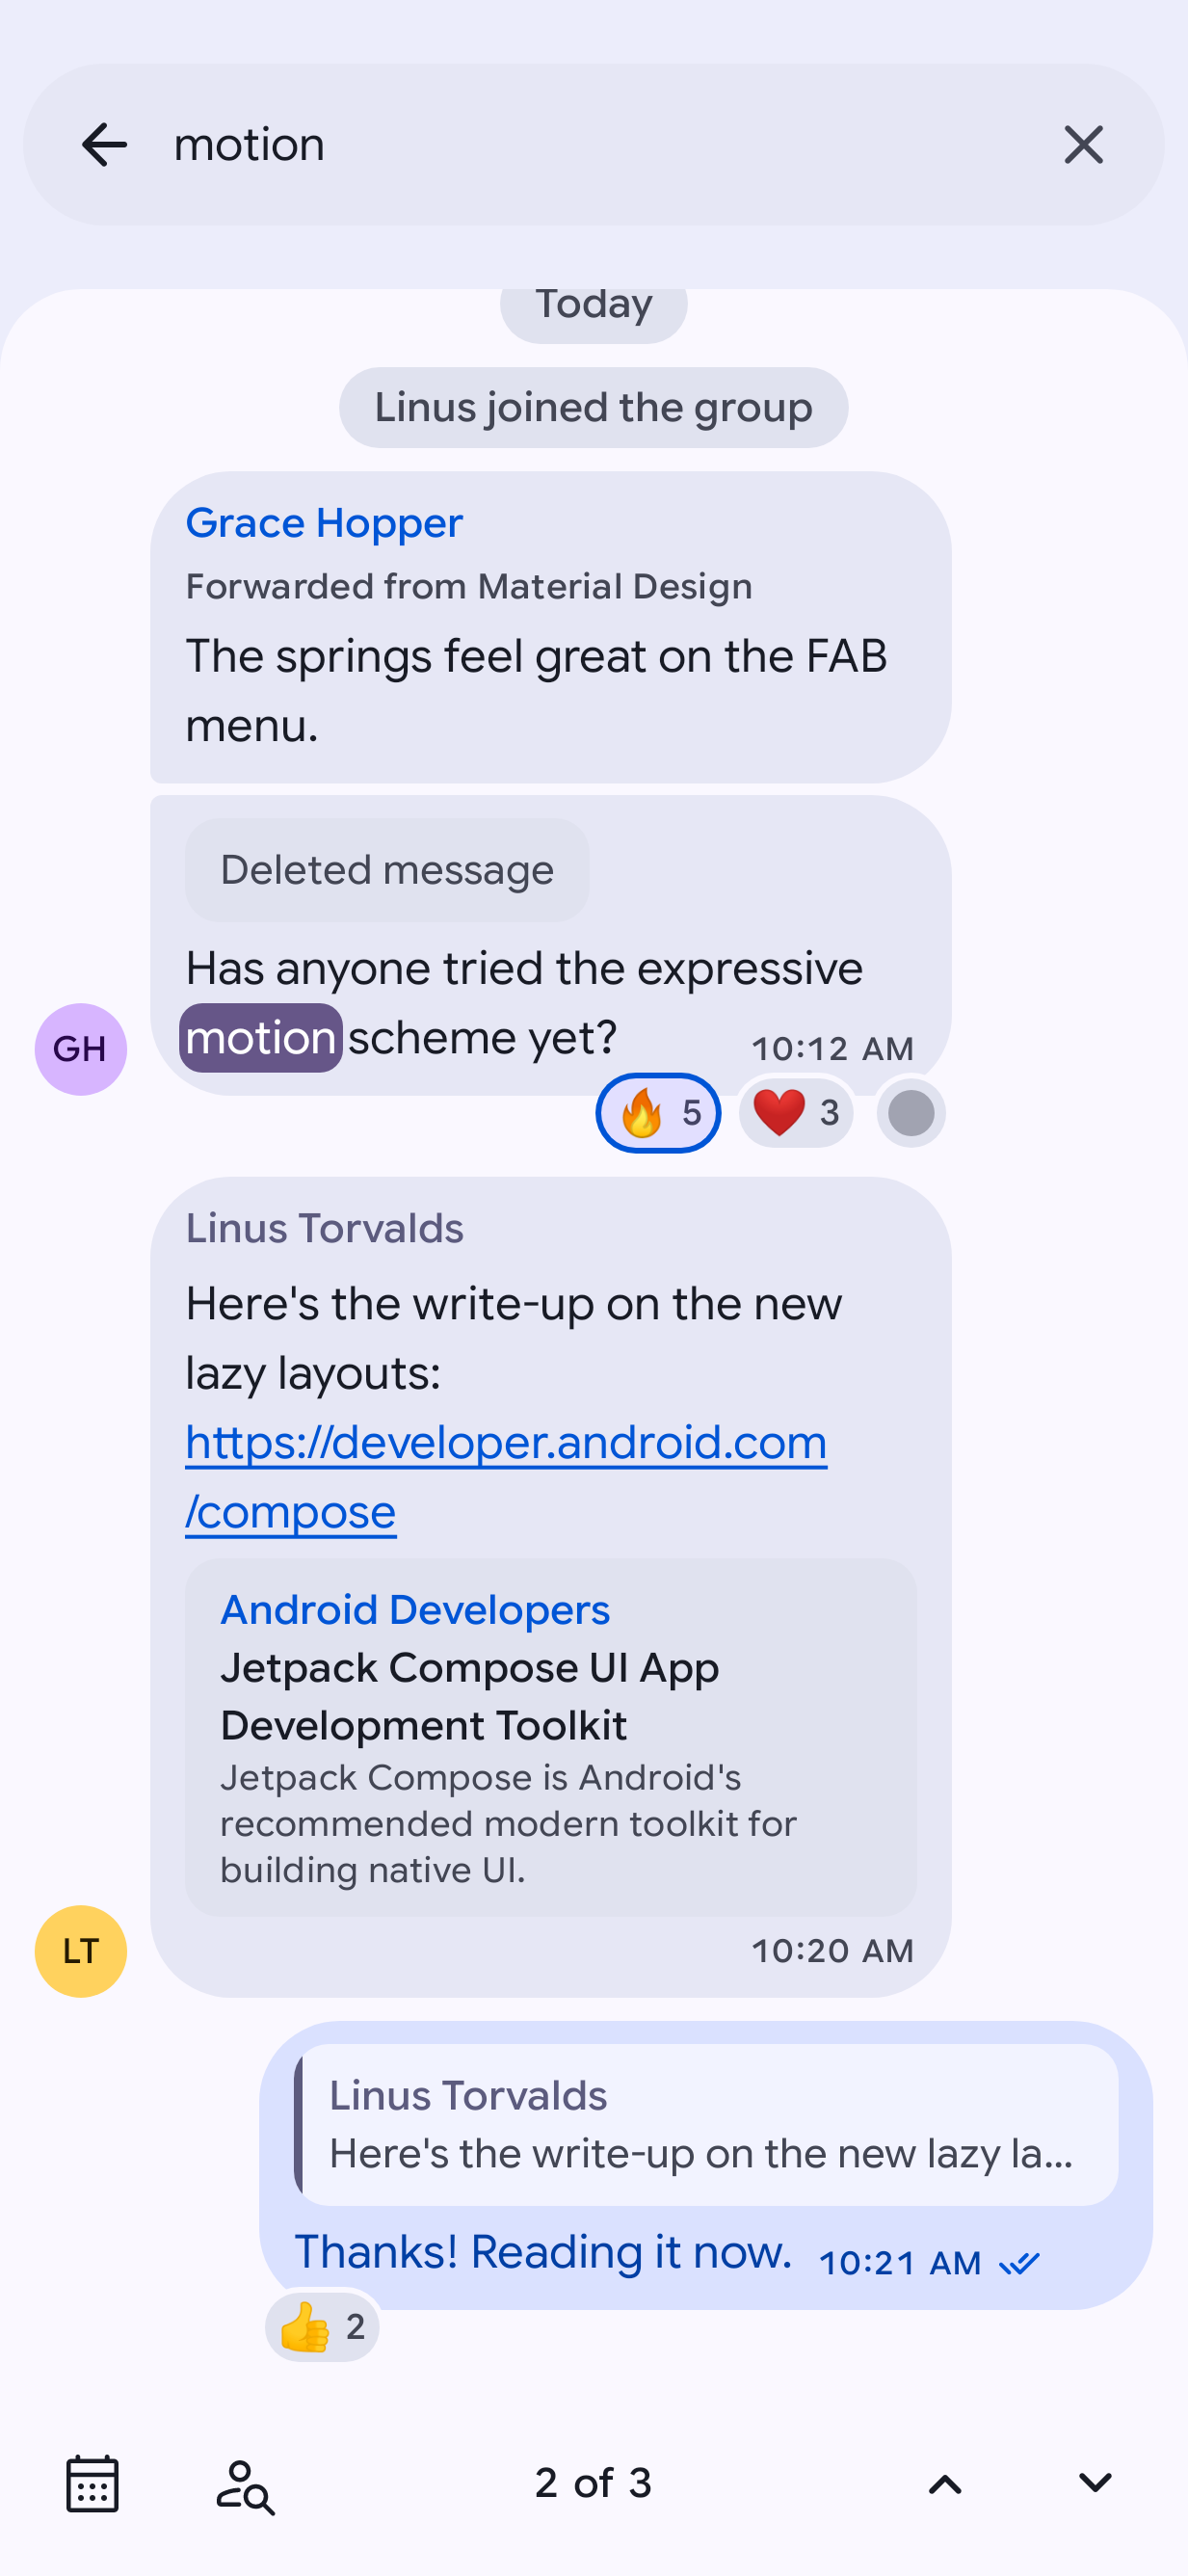 motion
Today
Linus joined the group
Grace Hopper
Forwarded from Material Design
The springs feel great on the FAB
menu.
Deleted message
Has anyone tried the expressive
motion scheme yet?
10:12 AM
GH
5
3
Linus Torvalds
Here's the write-up on the new
lazy layouts:
https://developer.android.com
/compose
Android Developers
Jetpack Compose UI App
Development Toolkit
Jetpack Compose is Android's
recommended modern toolkit for
building native UI.
LT
10:20 AM
Linus Torvalds
Here's the write-up on the new lazy la...
Thanks! Reading it now. 10:21 AM
2
2 of 3